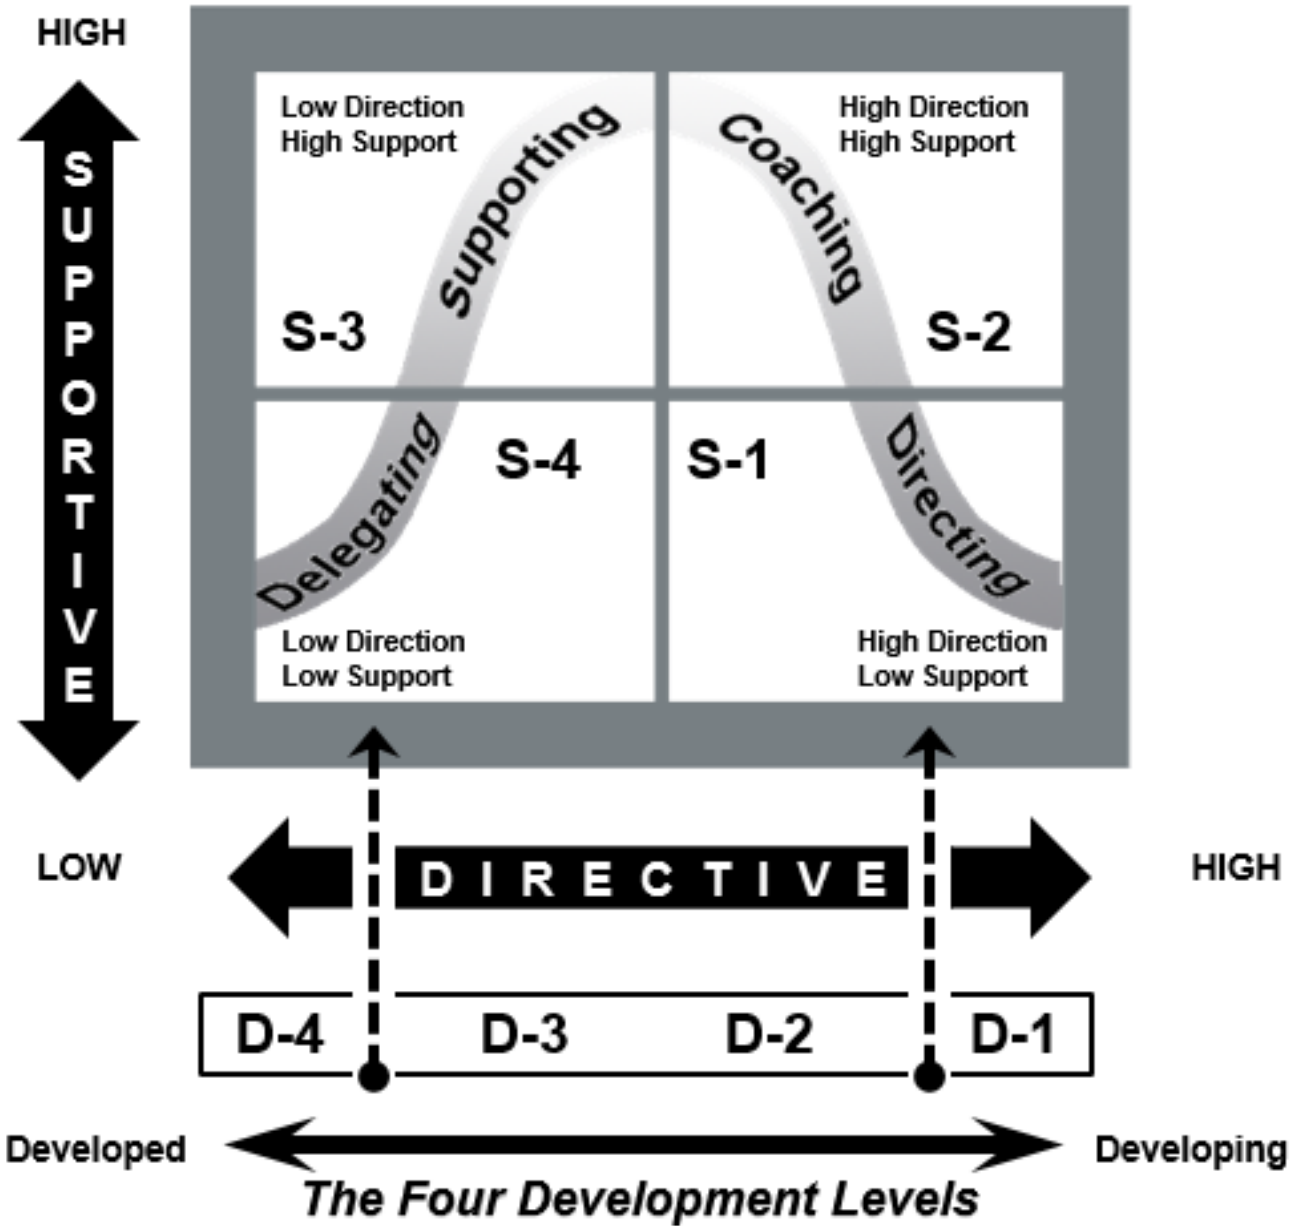 HIGH
SUPPORTIVE
Low Direction
High Support
Supporting
S-3
High Direction
High Support
Coaching
S-2
Delegating
S-4
Low Direction
Low Support
S-1
Directing
High Direction
Low Support
LOW
DIRECTIVE
HIGH
D-4
D-3
D-2
D-1
Developed
Developing
The Four Development Levels